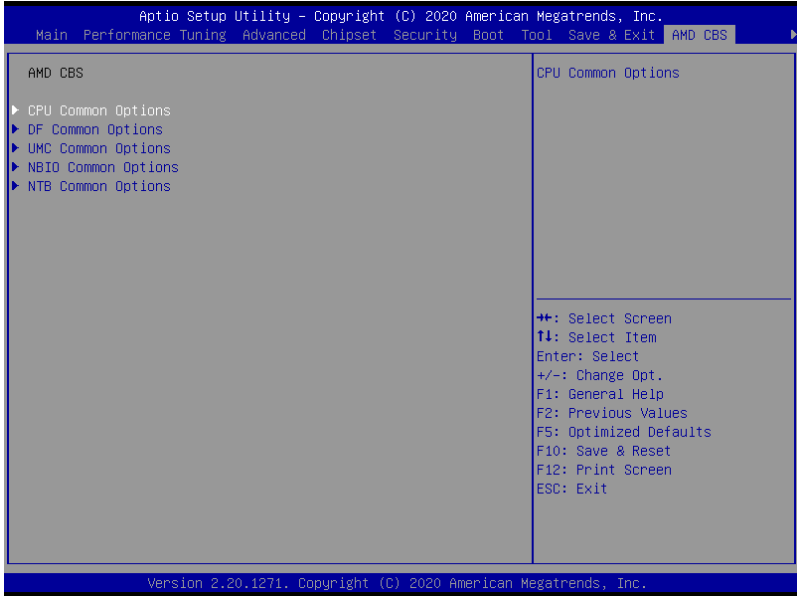 Aptio Setup Utility – Copyright (C) 2020 American Megatrends, Inc.
Main Performance Tuning Advanced Chipset Security Boot Tool Save & Exit AMD CBS
AMD CBS
CPU Common Options
DF Common Options
UMC Common Options
NBIO Common Options
NTB Common Options
CPU Common Options
→←: Select Screen
↑↓: Select Item
Enter: Select
+/-: Change Opt.
F1: General Help
F2: Previous Values
F5: Optimized Defaults
F10: Save & Reset
F12: Print Screen
ESC: Exit
Version 2.20.1271. Copyright (C) 2020 American Megatrends, Inc.